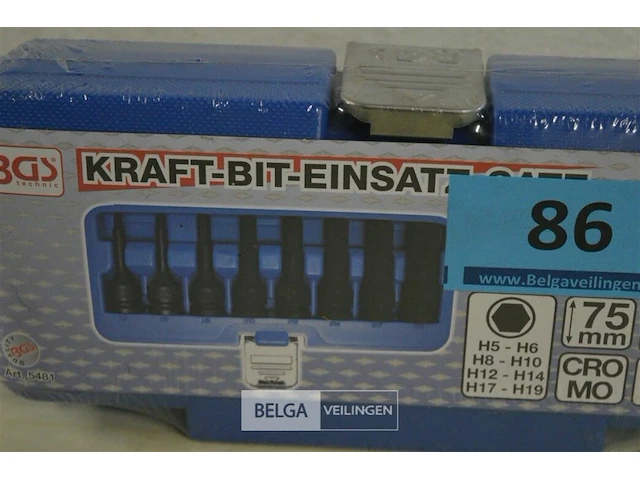 BGS
technic
KRAFT-BIT-EINSATZ-SATZ
86
www.Belgaveilingen
H5 - H6
H8 - H10
H12 - H14
H17 - H19
75
mm
CRO
MO
BGS
Art. 5481
BELGA VEILINGEN